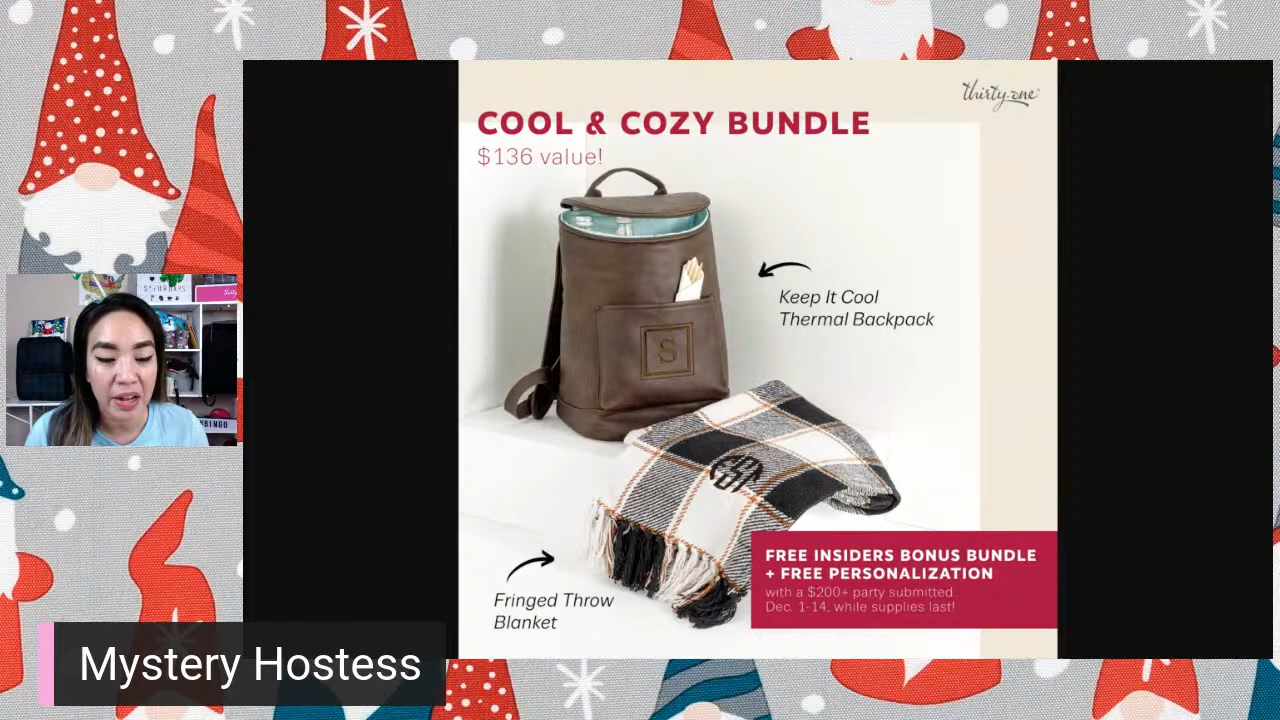 thirty-one
COOL & COZY BUNDLE
$136 value!
Keep It Cool
Thermal Backpack
S
Fringed Throw
Blanket
FREE INSIDERS BONUS BUNDLE
+ FREE PERSONALIZATION
with a $200+ party submitted
Dec. 1-14, while supplies last!
Mystery Hostess